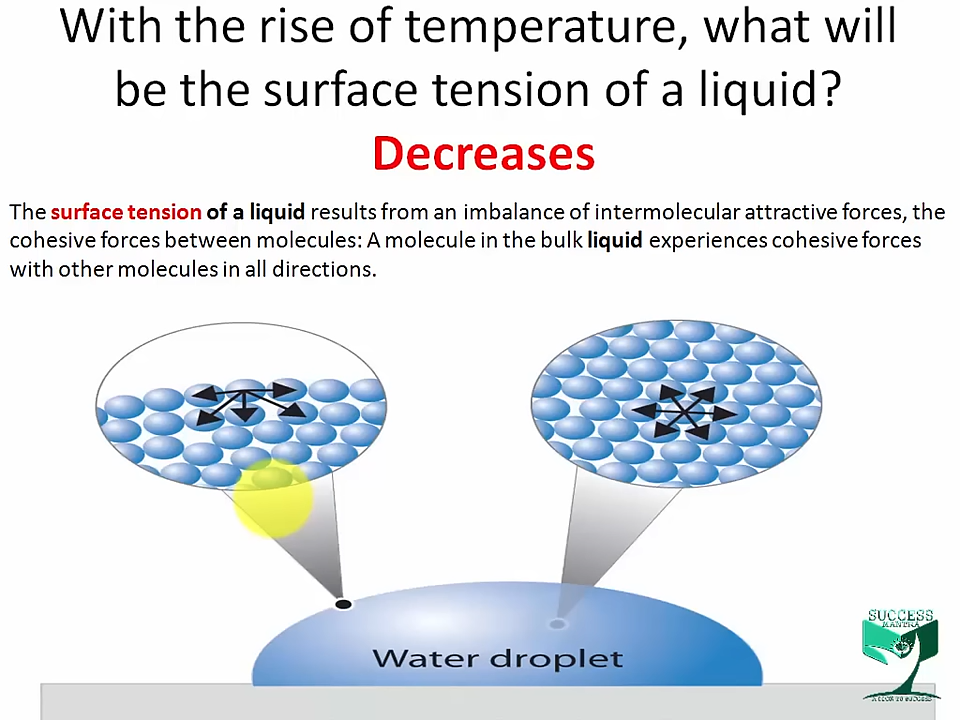 With the rise of temperature, what will
be the surface tension of a liquid?
Decreases
The surface tension of a liquid results from an imbalance of intermolecular attractive forces, the
cohesive forces between molecules: A molecule in the bulk liquid experiences cohesive forces
with other molecules in all directions.
Water droplet
SUCCESS
MANTRA